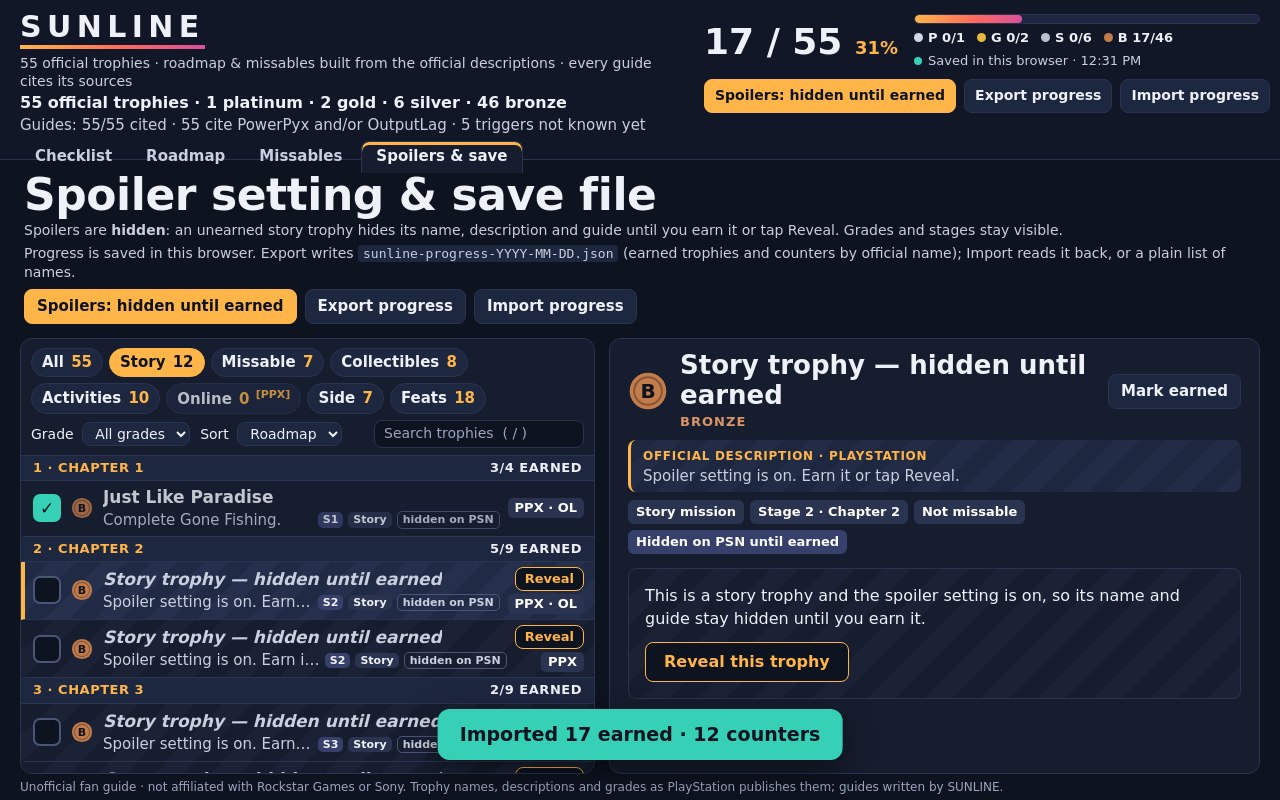 SUNLINE
55 official trophies · roadmap & missables built from the official descriptions · every guide
cites its sources
55 official trophies · 1 platinum · 2 gold · 6 silver · 46 bronze
Guides: 55/55 cited · 55 cite PowerPyx and/or OutputLag · 5 triggers not known yet
17 / 55 31%
P 0/1 G 0/2 S 0/6 B 17/46
Saved in this browser · 12:31 PM
Spoilers: hidden until earned Export progress Import progress
Checklist Roadmap Missables Spoilers & save
Spoiler setting & save file
Spoilers are hidden: an unearned story trophy hides its name, description and guide until you earn it or tap Reveal. Grades and stages stay visible.
Progress is saved in this browser. Export writes sunline-progress-YYYY-MM-DD.json (earned trophies and counters by official name); Import reads it back, or a plain list of
names.
Spoilers: hidden until earned Export progress Import progress
All 55 Story 12 Missable 7 Collectibles 8
Activities 10 Online 0 [PPX] Side 7 Feats 18
Grade All grades Sort Roadmap Search trophies ( / )
1 · CHAPTER 1 3/4 EARNED
✓ B Just Like Paradise
Complete Gone Fishing. S1 Story hidden on PSN PPX · OL
2 · CHAPTER 2 5/9 EARNED
B Story trophy — hidden until earned Reveal
Spoiler setting is on. Earn… S2 Story hidden on PSN PPX · OL
B Story trophy — hidden until earned Reveal
Spoiler setting is on. Earn i… S2 Story hidden on PSN PPX
3 · CHAPTER 3 2/9 EARNED
B Story trophy — hidden until earned
Spoiler setting is on. Earn… S3 Story
B Story trophy — hidden until
earned
BRONZE
Mark earned
OFFICIAL DESCRIPTION · PLAYSTATION
Spoiler setting is on. Earn it or tap Reveal.
Story mission Stage 2 · Chapter 2 Not missable
Hidden on PSN until earned
This is a story trophy and the spoiler setting is on, so its name and
guide stay hidden until you earn it.
Reveal this trophy
Imported 17 earned · 12 counters
Unofficial fan guide · not affiliated with Rockstar Games or Sony. Trophy names, descriptions and grades as PlayStation publishes them; guides written by SUNLINE.